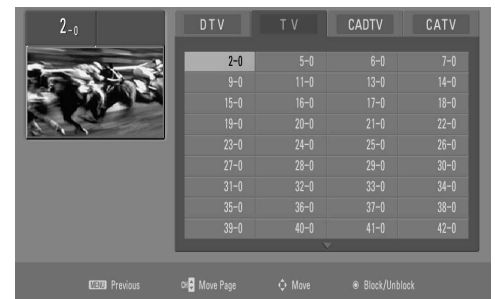 2-0
DTV TV CADTV CATV
2-0 5-0 6-0 7-0
9-0 11-0 13-0 14-0
15-0 16-0 17-0 18-0
19-0 20-0 21-0 22-0
23-0 24-0 25-0 26-0
27-0 28-0 29-0 30-0
31-0 32-0 33-0 34-0
35-0 36-0 37-0 38-0
39-0 40-0 41-0 42-0
MENU Previous CH Move Page Move Block/Unblock